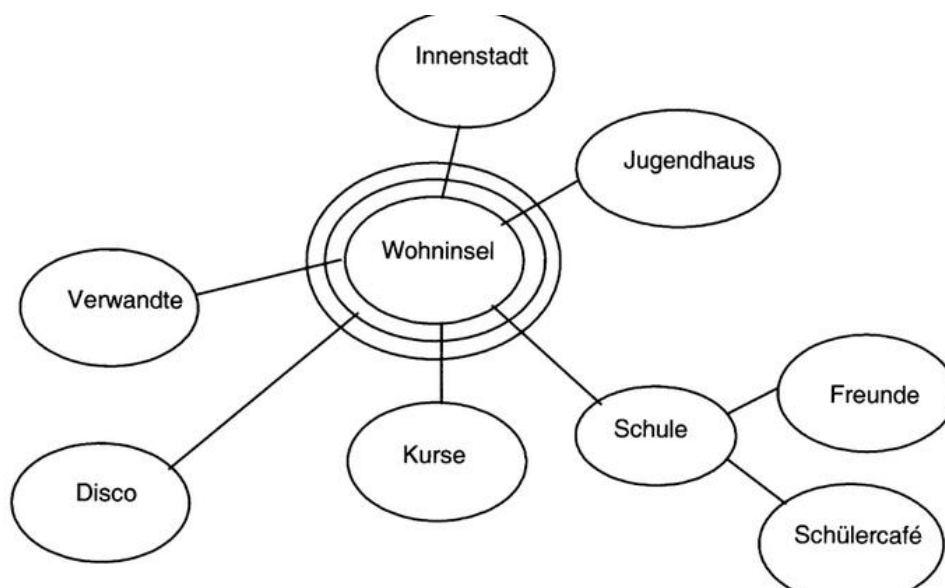 Innenstadt
Jugendhaus
Wohninsel
Verwandte
Freunde
Schule
Kurse
Disco
Schülercafé